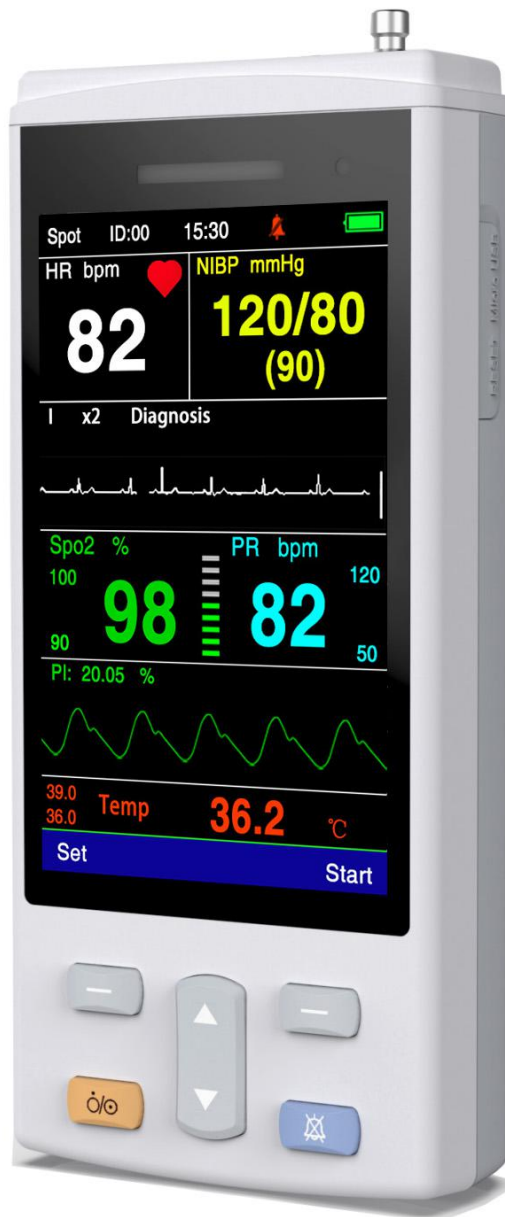 Spot ID:00 15:30
HR bpm
82
NIBP mmHg
120/80
(90)
I x2 Diagnosis
Spo2 %
100
98
90
PR bpm
120
82
50
PI: 20.05 %
39.0
36.0
Temp
36.2
℃
Set
Start